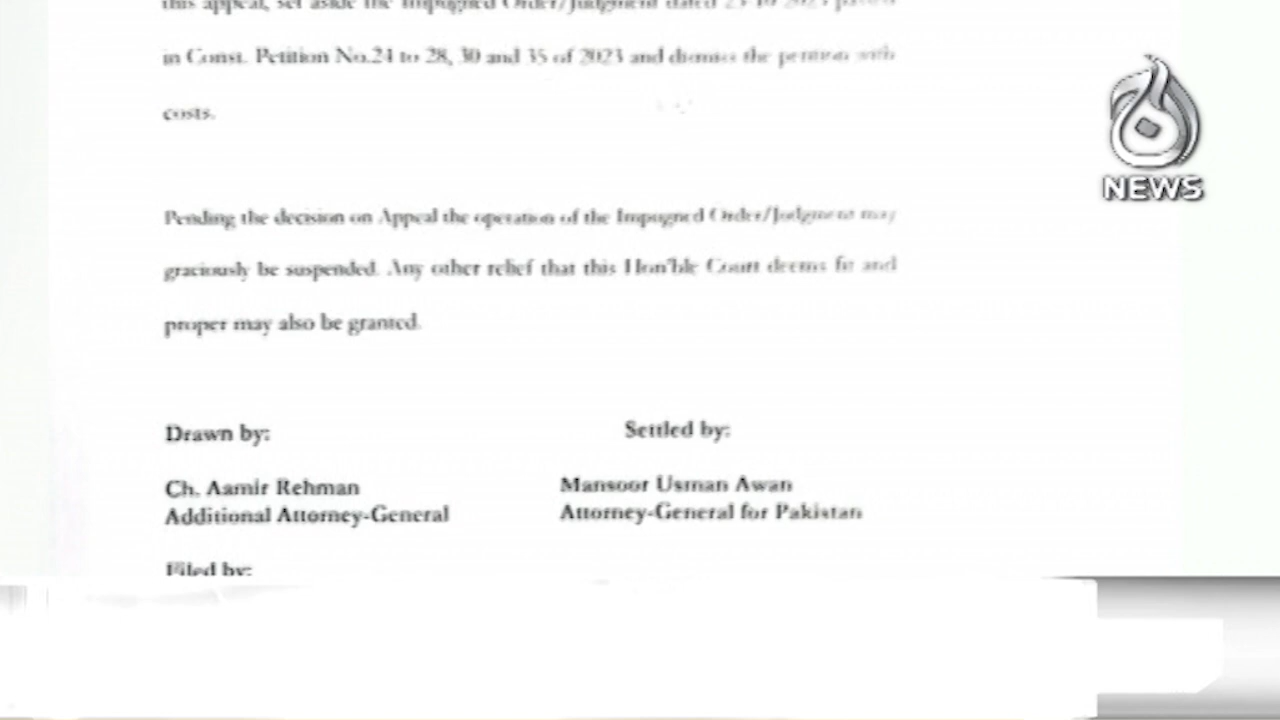 this appeal, set aside the Impugned Order/Judgment dated 23-10-2023 passed
in Const. Petition No.24 to 28, 30 and 35 of 2023 and dismiss the petition with
costs.
Pending the decision on Appeal the operation of the Impugned Order/Judgment may
graciously be suspended. Any other relief that this Hon'ble Court deems fit and
proper may also be granted.
Drawn by:
Settled by:
Ch. Aamir Rehman
Mansoor Usman Awan
Additional Attorney-General
Attorney-General for Pakistan
Filed by:
NEWS